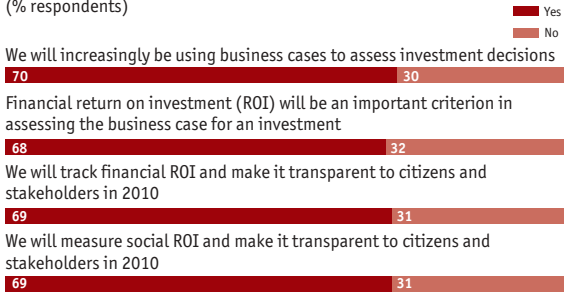 (% respondents)
Yes
No
We will increasingly be using business cases to assess investment decisions
70 30
Financial return on investment (ROI) will be an important criterion in
assessing the business case for an investment
68 32
We will track financial ROI and make it transparent to citizens and
stakeholders in 2010
69 31
We will measure social ROI and make it transparent to citizens and
stakeholders in 2010
69 31